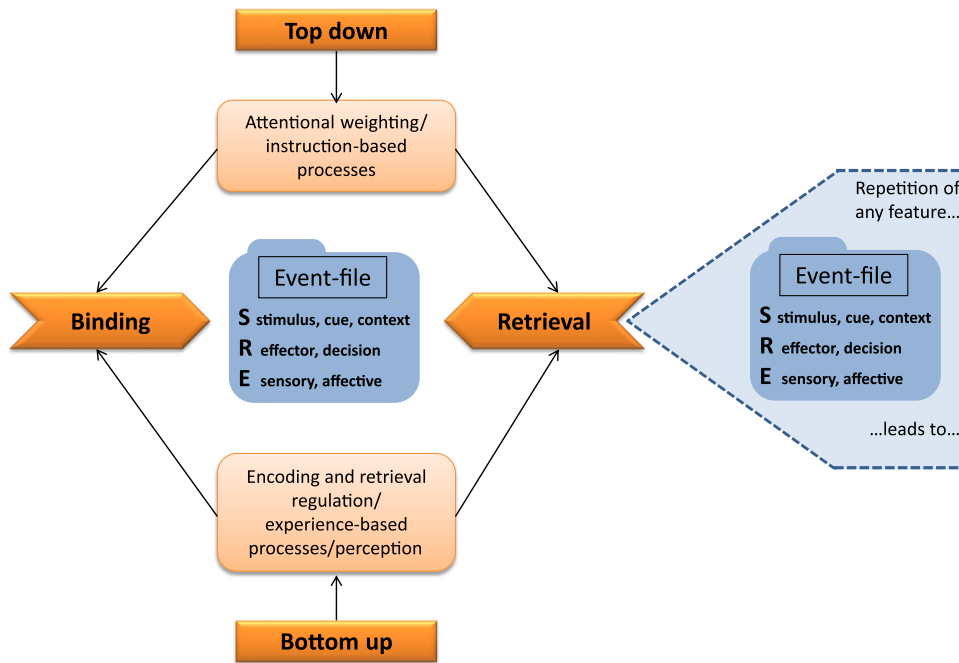 Top down
Attentional weighting/
instruction-based
processes
Binding
Event-file
S stimulus, cue, context
R effector, decision
E sensory, affective
Retrieval
Repetition of
any feature...
Event-file
S stimulus, cue, context
R effector, decision
E sensory, affective
...leads to...
Encoding and retrieval
regulation/
experience-based
processes/perception
Bottom up